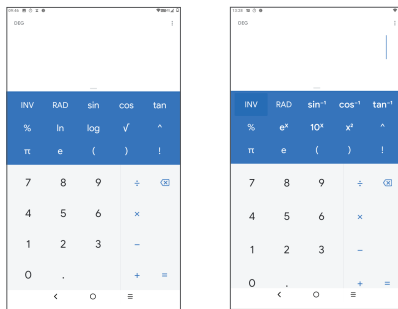 DEG
INV RAD sin cos tan
% ln log √ ^
π e ( ) !
7 8 9 ÷
4 5 6 ×
1 2 3 −
0 . + =
DEG
INV RAD sin⁻¹ cos⁻¹ tan⁻¹
% eˣ 10ˣ x² ^
π e ( ) !
7 8 9 ÷
4 5 6 ×
1 2 3 −
0 . + =